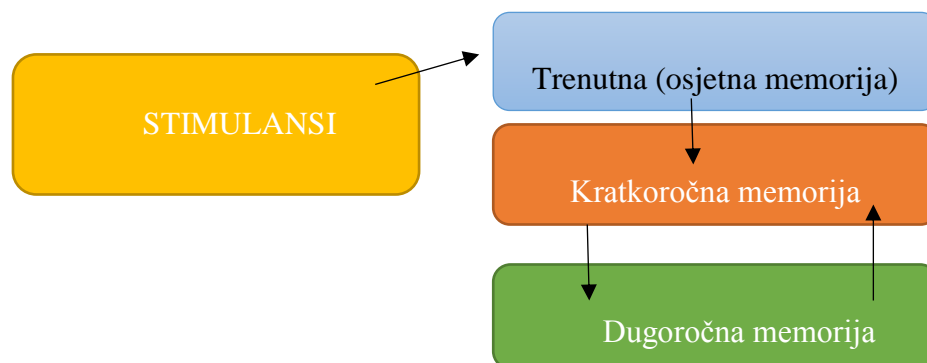 STIMULANSI
Trenutna (osjetna memorija)
Kratkoročna memorija
Dugoročna memorija